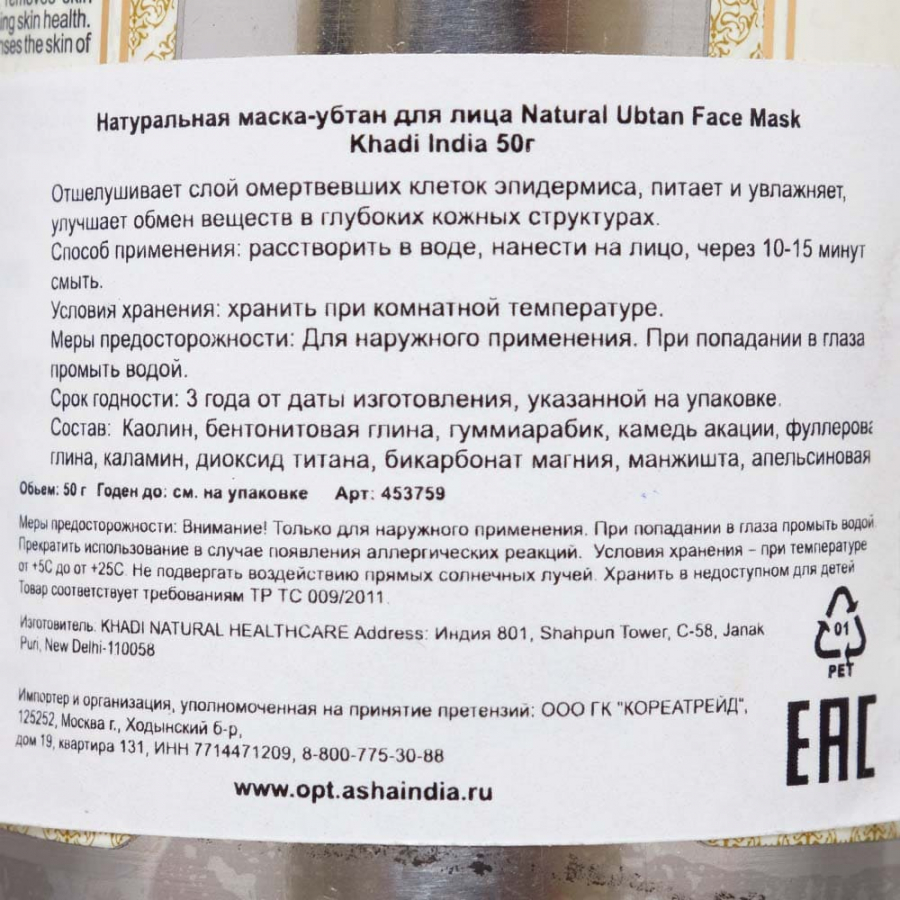 ing skin health.
nses the skin of
Натуральная маска-убтан для лица Natural Ubtan Face Mask
Khadi India 50г
Отшелушивает слой омертвевших клеток эпидермиса, питает и увлажняет,
улучшает обмен веществ в глубоких кожных структурах.
Способ применения: расстворить в воде, нанести на лицо, через 10-15 минут
смыть.
Условия хранения: хранить при комнатной температуре.
Меры предосторожности: Для наружного применения. При попадании в глаза
промыть водой.
Срок годности: 3 года от даты изготовления, указанной на упаковке.
Состав: Каолин, бентонитовая глина, гуммиарабик, камедь акации, фуллерова
глина, каламин, диоксид титана, бикарбонат магния, манжишта, апельсиновая
Обьем: 50 г Годен до: см. на упаковке Арт: 453759
Меры предосторожности: Внимание! Только для наружного применения. При попадании в глаза промыть водой.
Прекратить использование в случае появления аллергических реакций. Условия хранения – при температуре
от +5С до от +25С. Не подвергать воздействию прямых солнечных лучей. Хранить в недоступном для детей
Товар соответствует требованиям ТР ТС 009/2011.
Изготовитель: KHADI NATURAL HEALTHCARE Address: Индия 801, Shahpun Tower, C-58, Janak
Puri, New Delhi-110058
01
PET
Импортер и организация, уполномоченная на принятие претензий: ООО ГК "КОРЕАТРЕЙД",
125252, Москва г., Ходынский б-р,
дом 19, квартира 131, ИНН 7714471209, 8-800-775-30-88
EAC
www.opt.ashaindia.ru